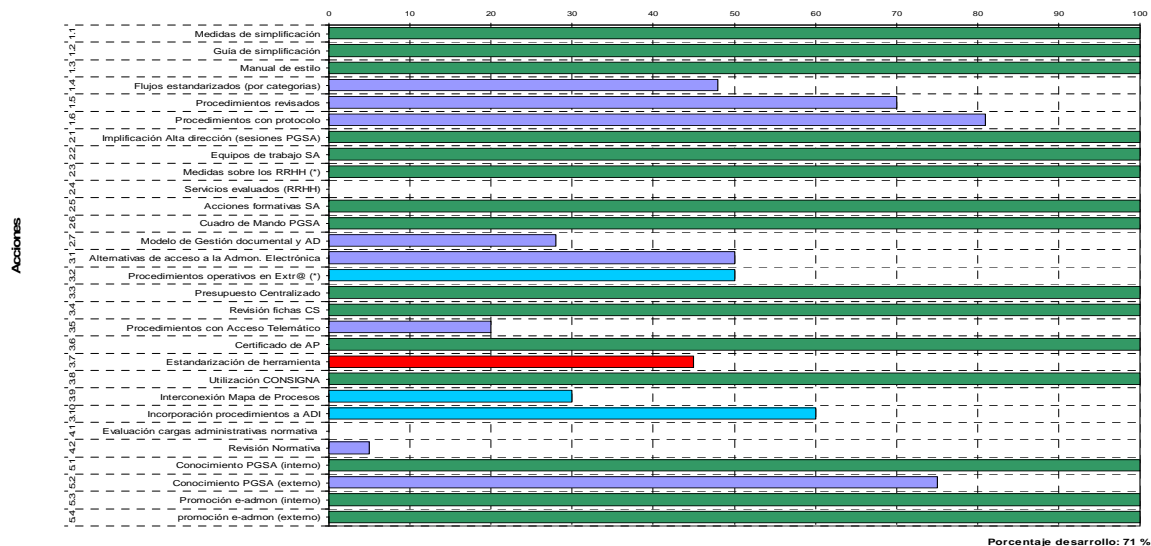 0 10 20 30 40 50 60 70 80 90 100
Acciones
1.1 Medidas de simplificación
1.2 Guía de simplificación
1.3 Manual de estilo
1.4 Flujos estandarizados (por categorias)
1.5 Procedimientos revisados
1.6 Procedimientos con protocolo
2.1 Implificación Alta dirección (sesiones PGSA)
2.2 Equipos de trabajo SA
2.3 Medidas sobre los RRHH (*)
2.4 Servicios evaluados (RRHH)
2.5 Acciones formativas SA
2.6 Cuadro de Mando PGSA
2.7 Modelo de Gestión documental y AD
3.1 Alternativas de acceso a la Admon. Electrónica
3.2 Procedimientos operativos en Extr@ (*)
3.3 Presupuesto Centralizado
3.4 Revisión fichas CS
3.5 Procedimientos con Acceso Telemático
3.6 Certificado de AP
3.7 Estandarización de herramienta
3.8 Utilización CONSIGNA
3.9 Interconexión Mapa de Procesos
3.10 Incorporación procedimientos a ADI
4.1 Evaluación cargas administrativas normativa
4.2 Revisión Normativa
5.1 Conocimiento PGSA (interno)
5.2 Conocimiento PGSA (externo)
5.3 Promoción e-admon (interno)
5.4 promoción e-admon (externo)
Porcentaje desarrollo: 71 %